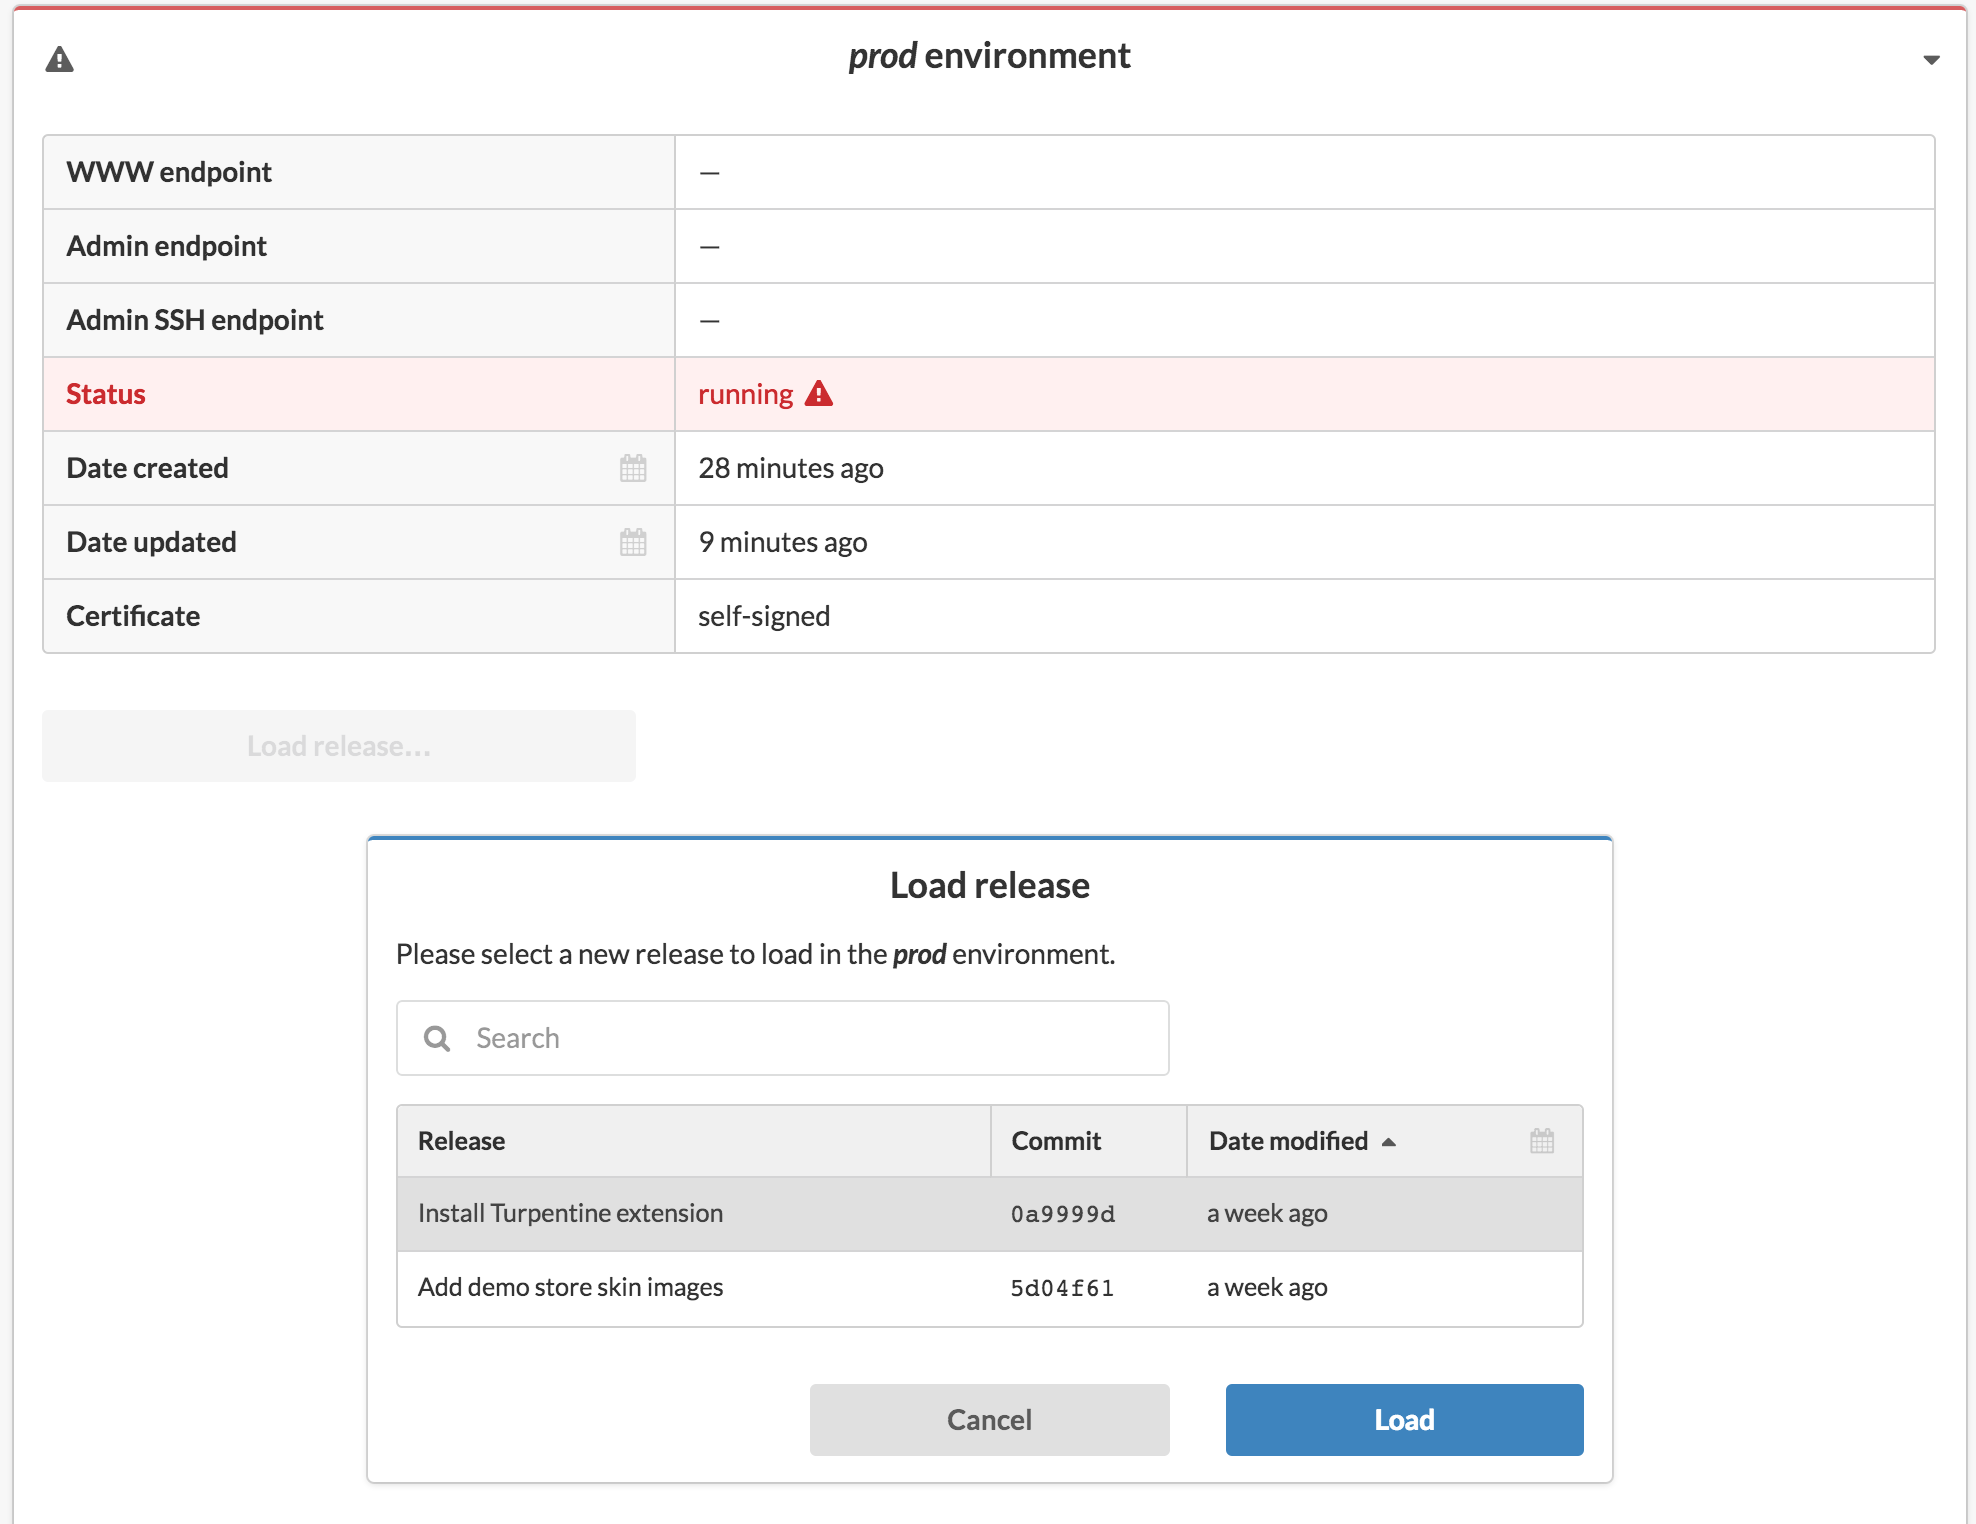 prod environment
WWW endpoint —
Admin endpoint —
Admin SSH endpoint —
Status running
Date created 28 minutes ago
Date updated 9 minutes ago
Certificate self-signed
Load release...
Load release
Please select a new release to load in the prod environment.
Search
Release Commit Date modified
Install Turpentine extension 0a9999d a week ago
Add demo store skin images 5d04f61 a week ago
Cancel Load